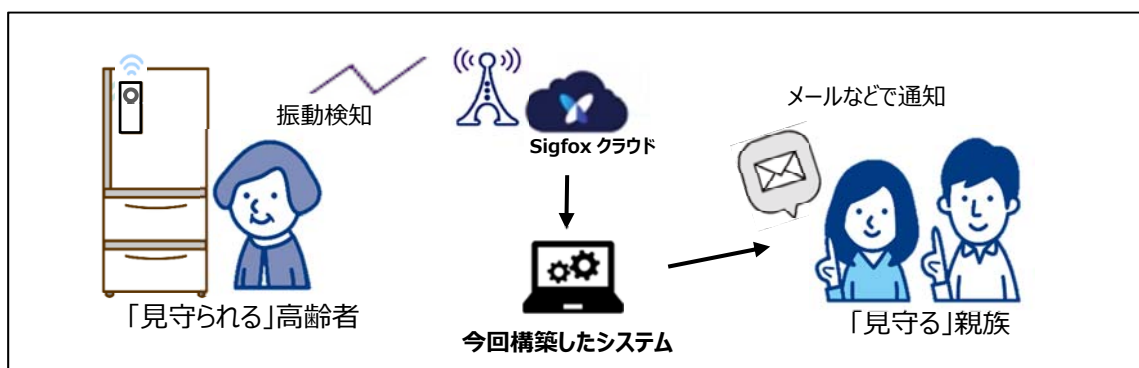 振動検知
Sigfox クラウド
メールなどで通知
「見守られる」高齢者
今回構築したシステム
「見守る」親族